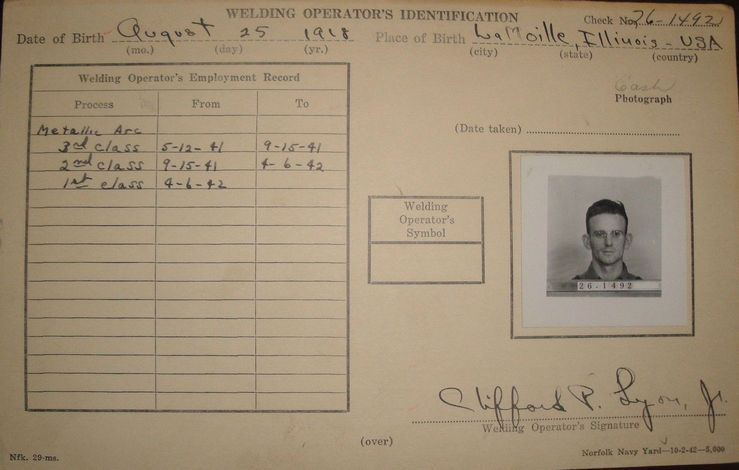 WELDING OPERATOR'S IDENTIFICATION
Check No. 26-1492
Date of Birth August 25 1918 Place of Birth LaMoille, Illinois - USA
(mo.) (day) (yr.) (city) (state) (country)
Welding Operator's Employment Record
Process From To
Metallic Arc
3rd class 5-12-41 9-15-41
2nd class 9-15-41 4-6-42
1st class 4-6-42
Cash
Photograph
(Date taken)
Welding
Operator's
Symbol
26-1492
Clifford P. Lyon, Jr.
Welding Operator's Signature
(over)
Nfk. 29-ms.
Norfolk Navy Yard—10-2-42—5,000